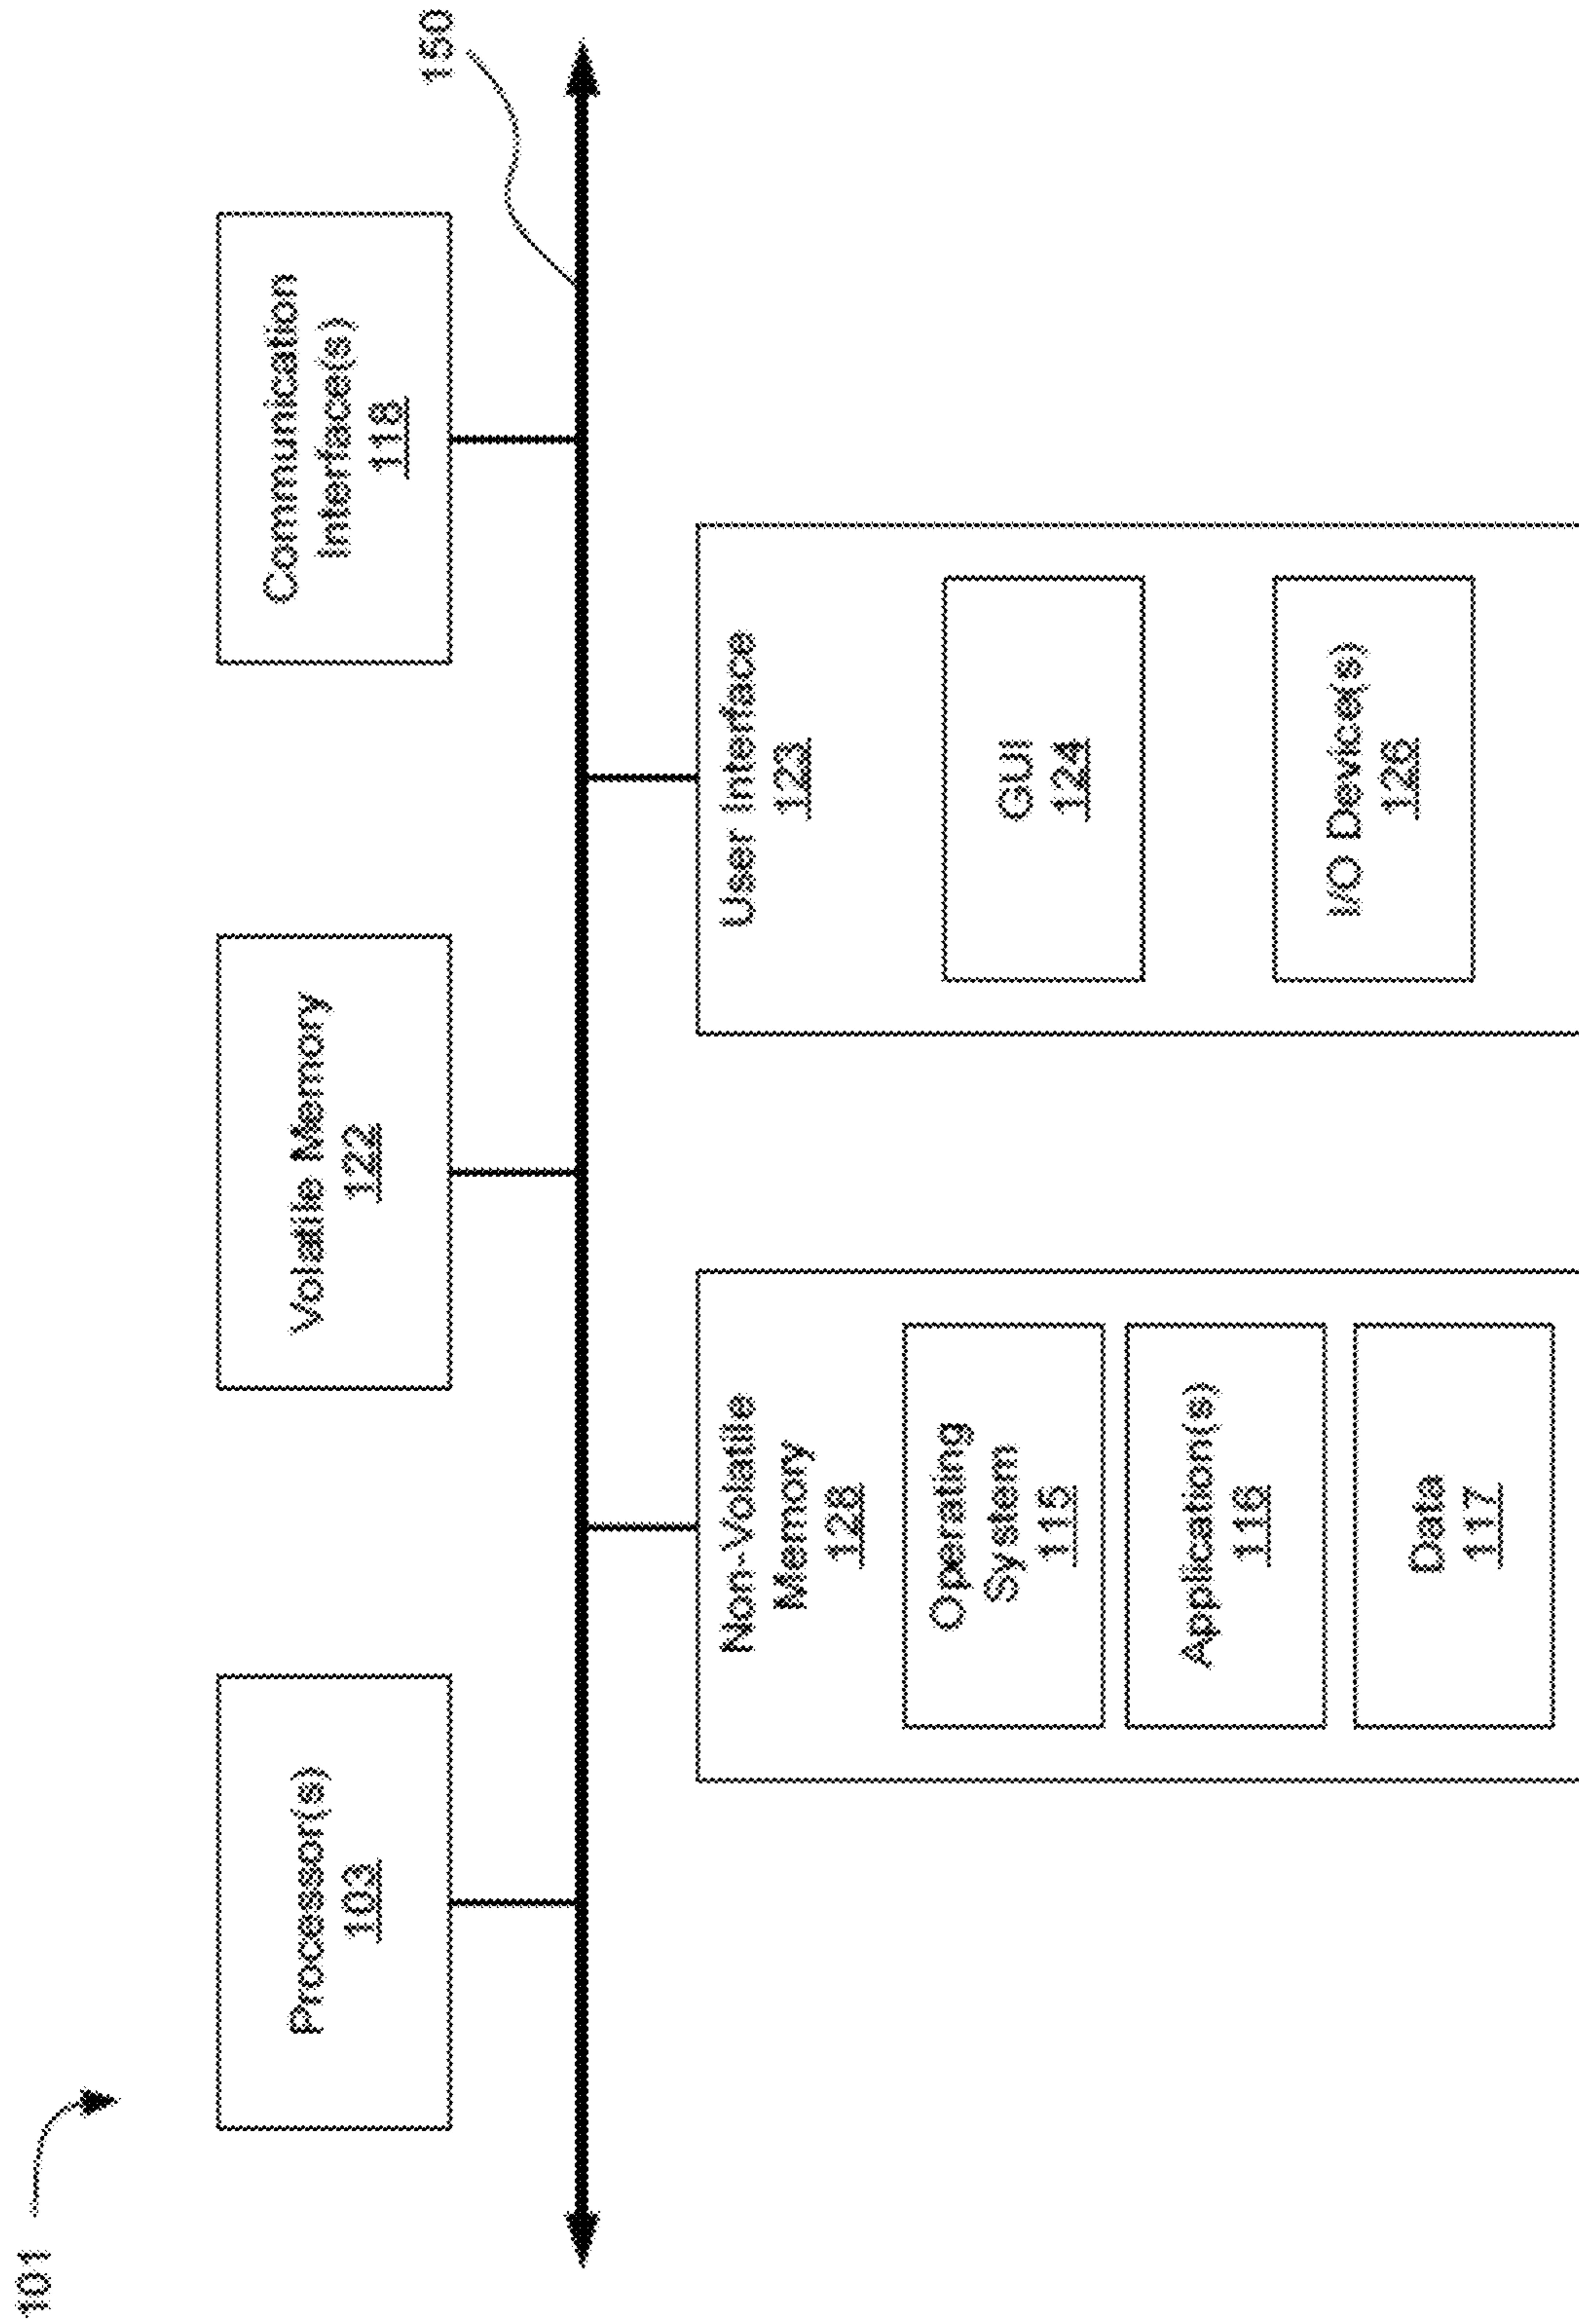 101
Processor(s)
103
Volatile Memory
122
Communication
Interface(s)
118
150
Non-Volatile
Memory
128
Operating
System
115
Application(s)
116
Data
117
User Interface
123
GUI
124
I/O Device(s)
126